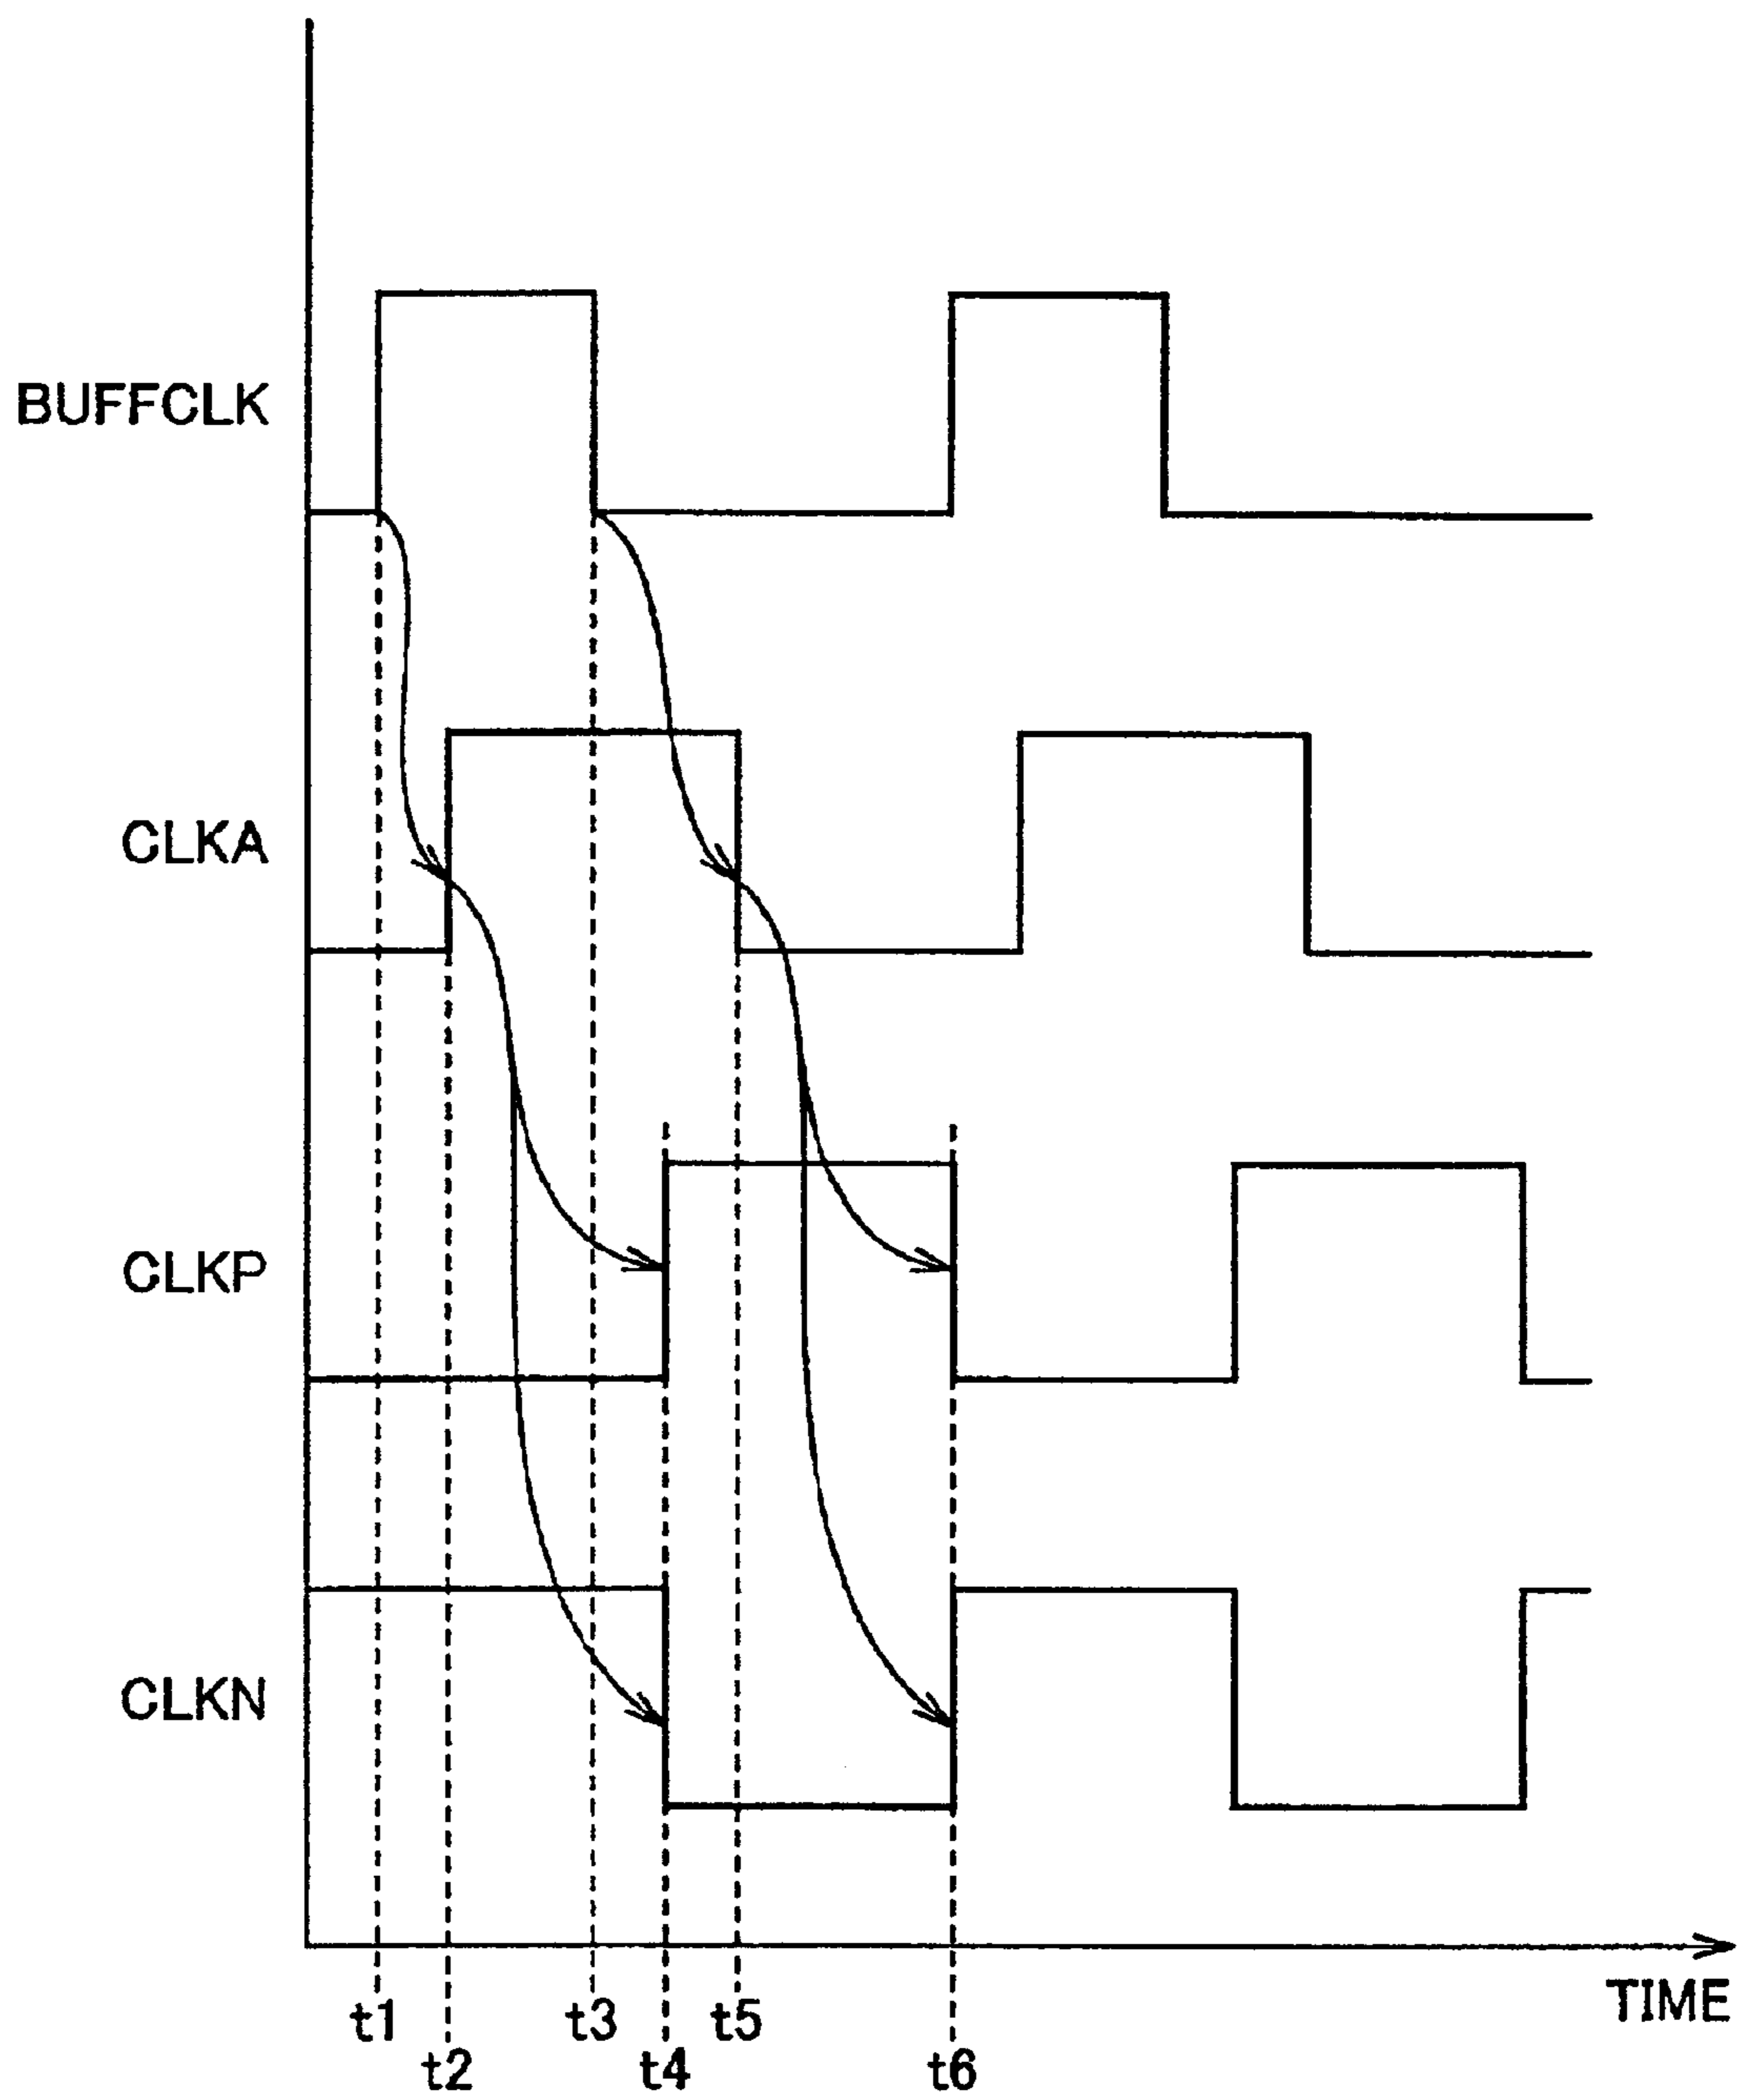 BUFFCLK
CLKA
CLKP
CLKN
TIME
t1 t3 t5
t2 t4 t6